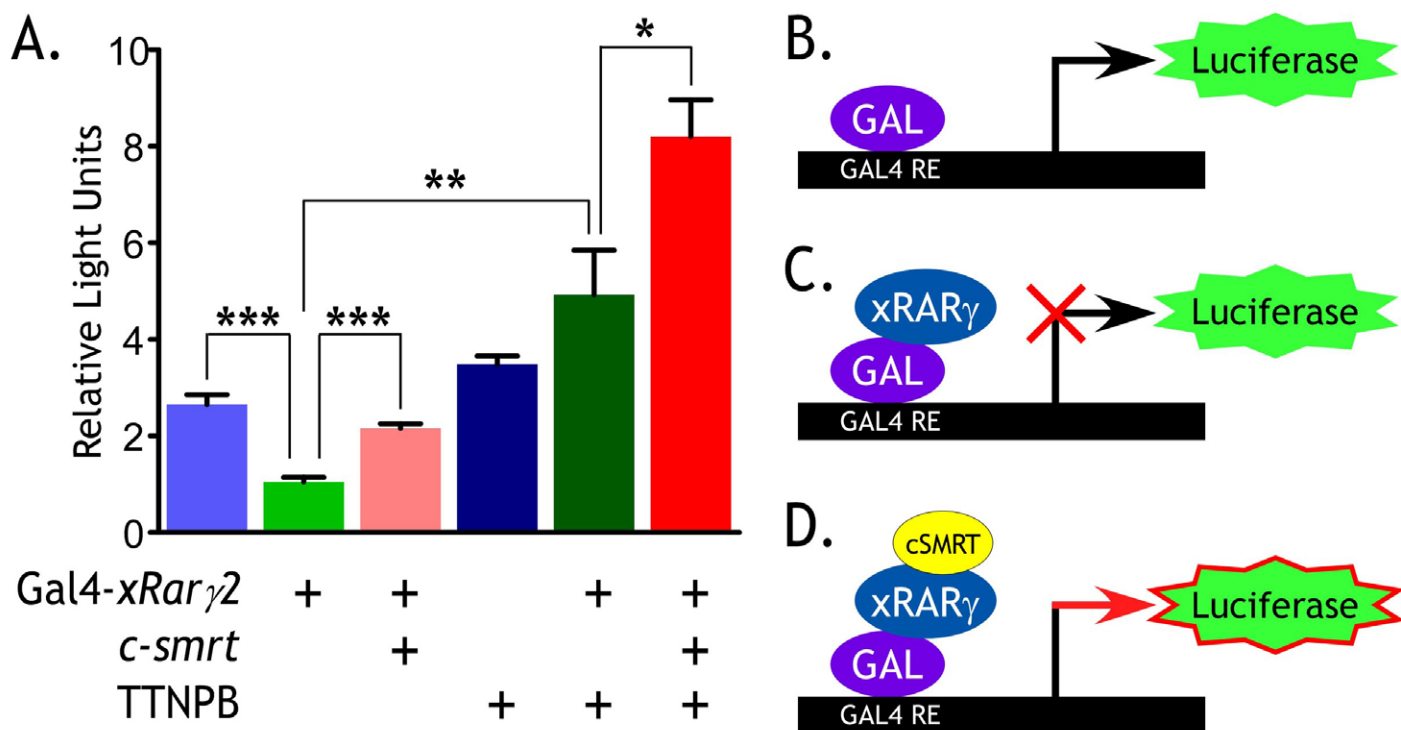 A.
10
8
6
4
2
0
Relative Light Units
***
***
**
*
Gal4-xRarγ2 + + + +
c-smrt + +
TTNPB + + +
B.
GAL
GAL4 RE
Luciferase
C.
xRARγ
GAL
GAL4 RE
Luciferase
D.
cSMRT
xRARγ
GAL
GAL4 RE
Luciferase